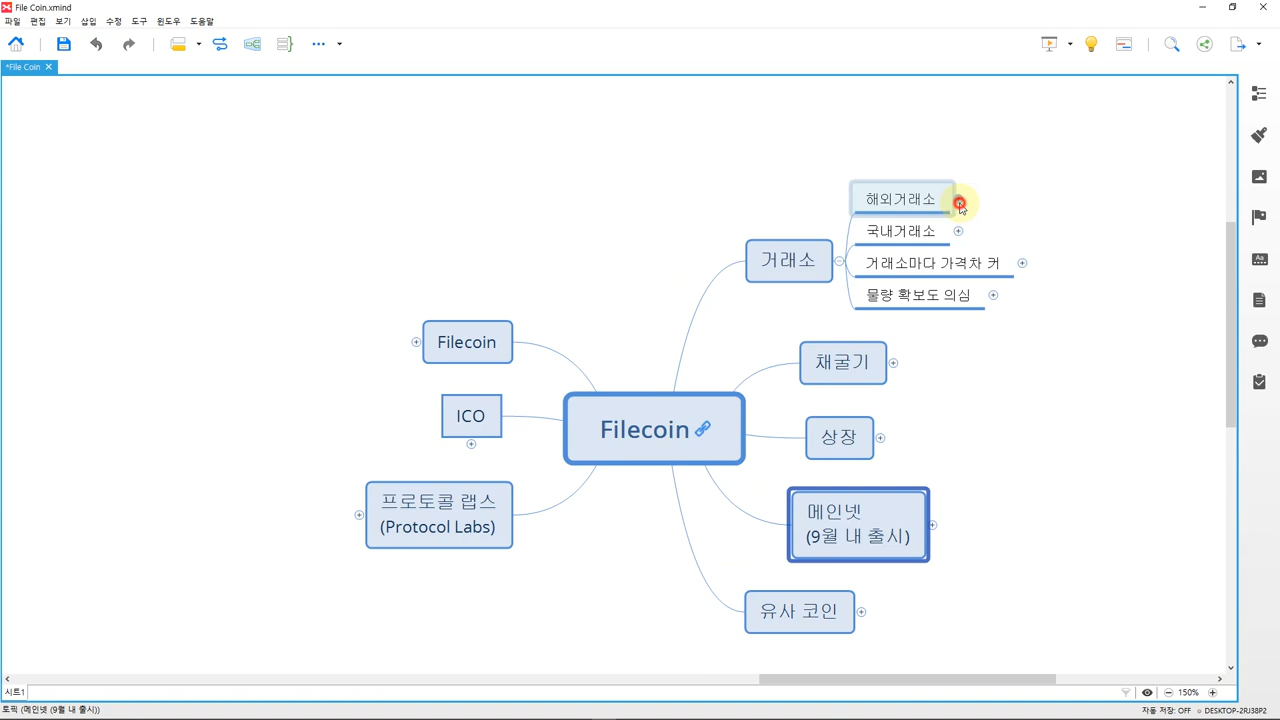 File Coin.xmind
파일 편집 보기 삽입 수정 도구 윈도우 도움말
*File Coin
해외거래소
국내거래소
거래소
거래소마다 가격차 커
물량 확보도 의심
Filecoin
채굴기
ICO
Filecoin
상장
프로토콜 랩스
(Protocol Labs)
메인넷
(9월 내 출시)
유사 코인
시트1
150%
토픽 (메인넷 (9월 내 출시))
자동 저장: OFF
DESKTOP-2RJ38P2